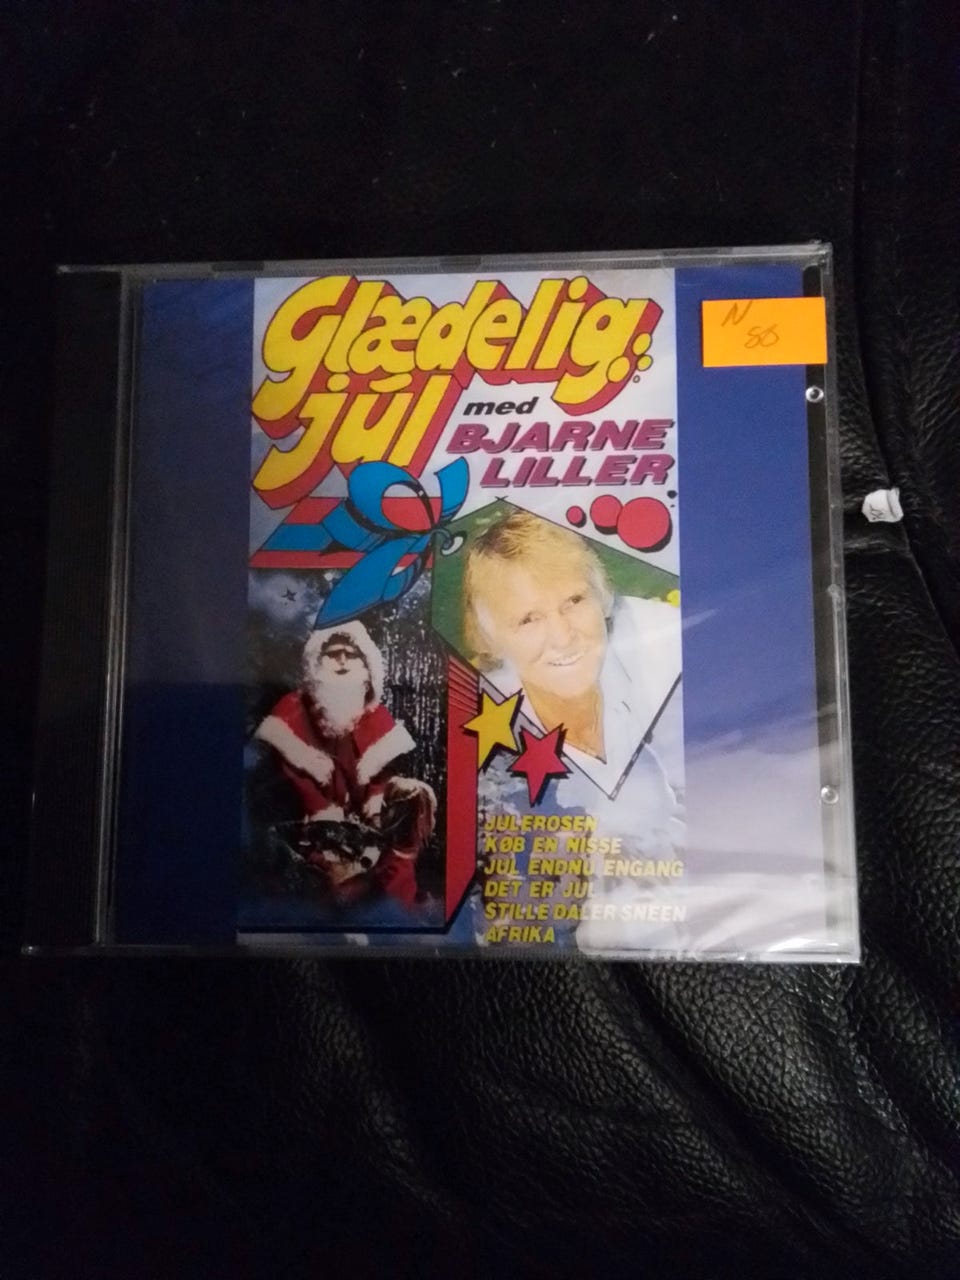 Glædelig
jul
med
BJARNE
LILLER
N
80
JULEROSEN
KØB EN NISSE
JUL ENDNU ENGANG
DET ER JUL
STILLE DALER SNEEN
AFRIKA